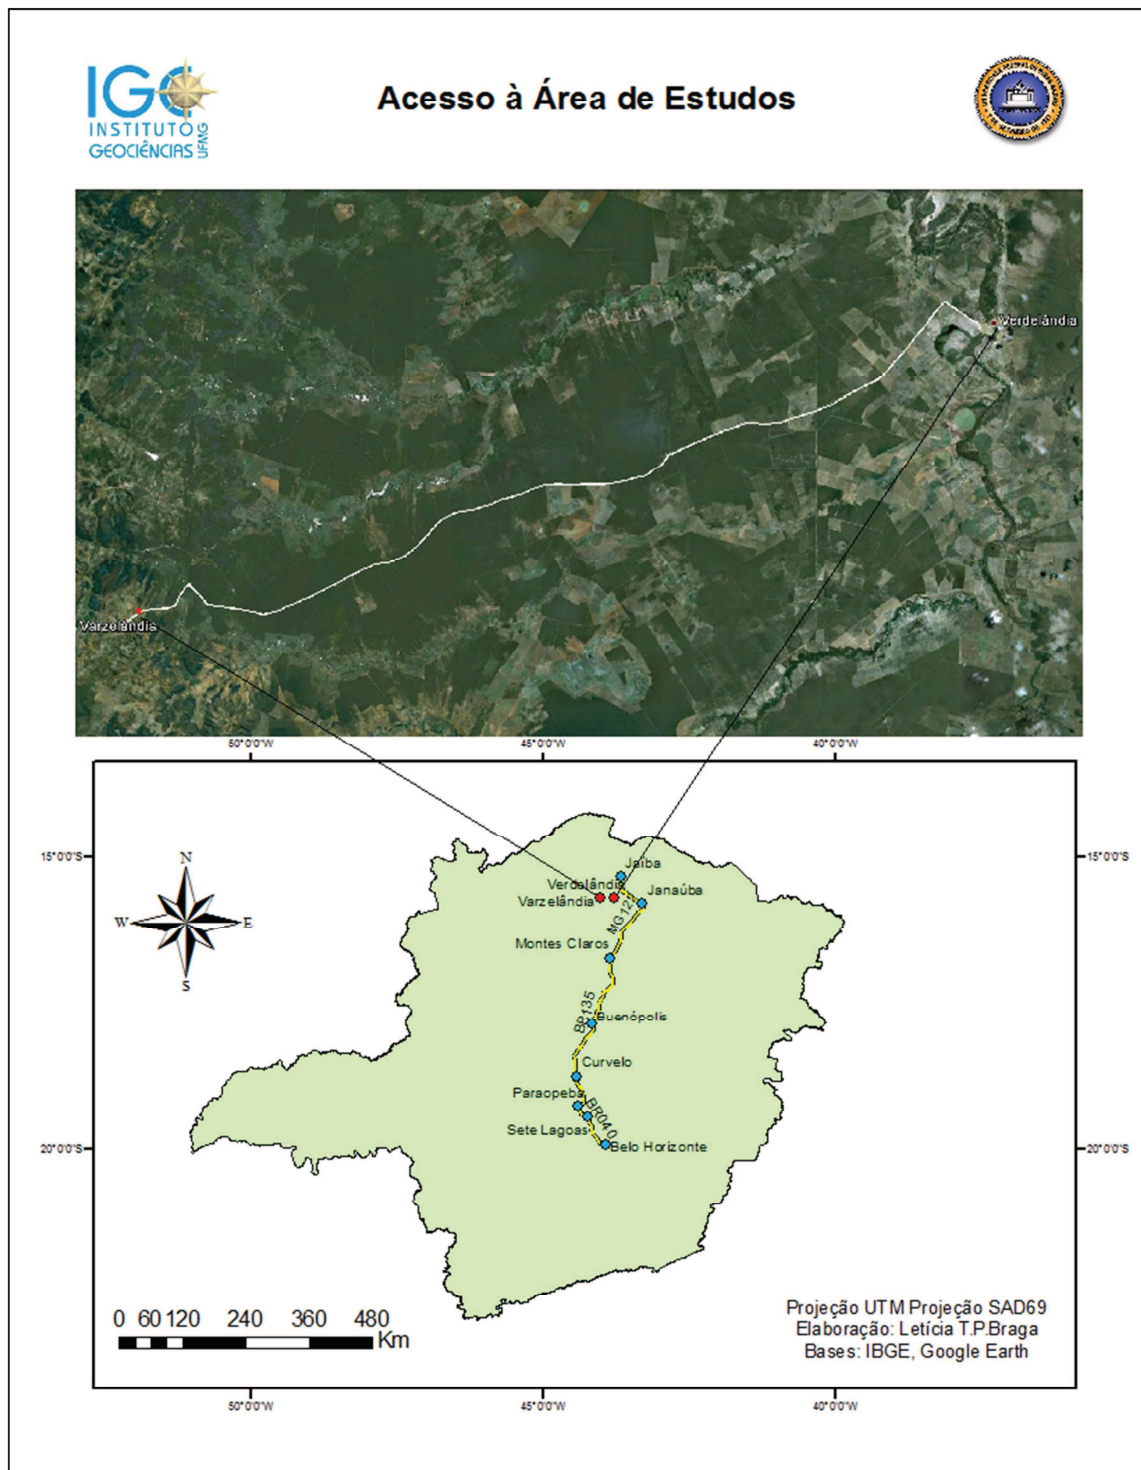 IGC
INSTITUTO
GEOCIÊNCIAS
UFMG
Acesso à Área de Estudos
Verdelândia
Varzelândia
50°0'0"W
45°0'0"W
40°0'0"W
15°0'0"S
15°0'0"S
N
W
E
S
Jaíba
Verdelândia
Janaúba
Varzelândia
MG122
Montes Claros
BR135
Buenópolis
Curvelo
Paraopeba
BR040
Sete Lagoas
Belo Horizonte
20°0'0"S
20°0'0"S
0 60 120 240 360 480
Km
Projeção UTM Projeção SAD69
Elaboração: Letícia T.P.Braga
Bases: IBGE, Google Earth
50°0'0"W
45°0'0"W
40°0'0"W